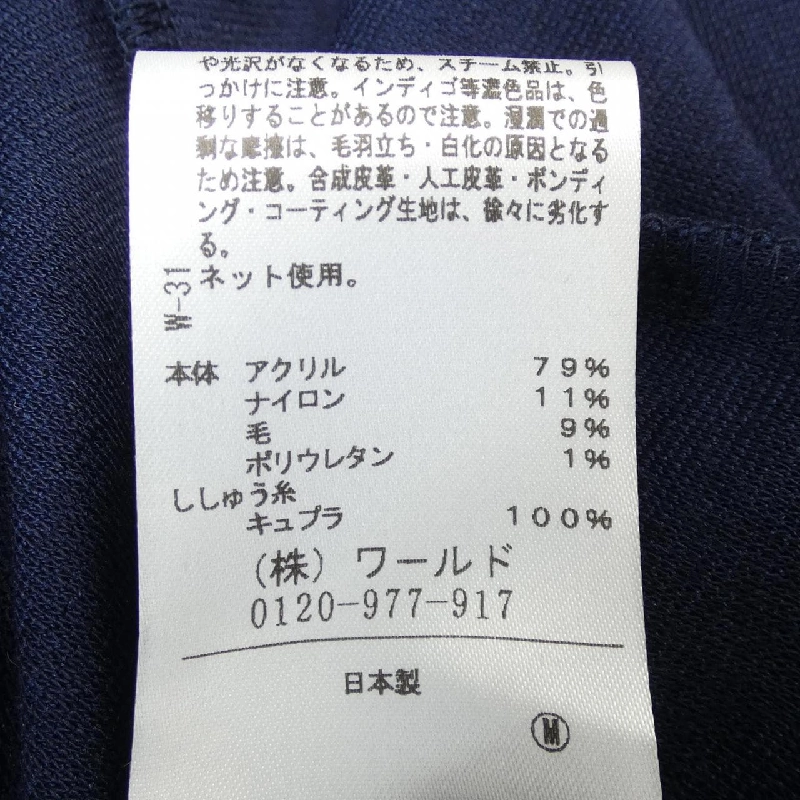 や光沢がなくなるため、スチーム禁止。引
っかけに注意。インディゴ等濃色品は、色
移りすることがあるので注意。湿潤での過
剰な摩擦は、毛羽立ち・白化の原因となる
ため注意。合成皮革・人工皮革・ボンディ
ング・コーティング生地は、徐々に劣化す
る。
ネット使用。
W-31
本体 アクリル 79%
ナイロン 11%
毛 9%
ポリウレタン 1%
ししゅう糸
キュプラ 100%
(株) ワールド
0120-977-917
日本製
M